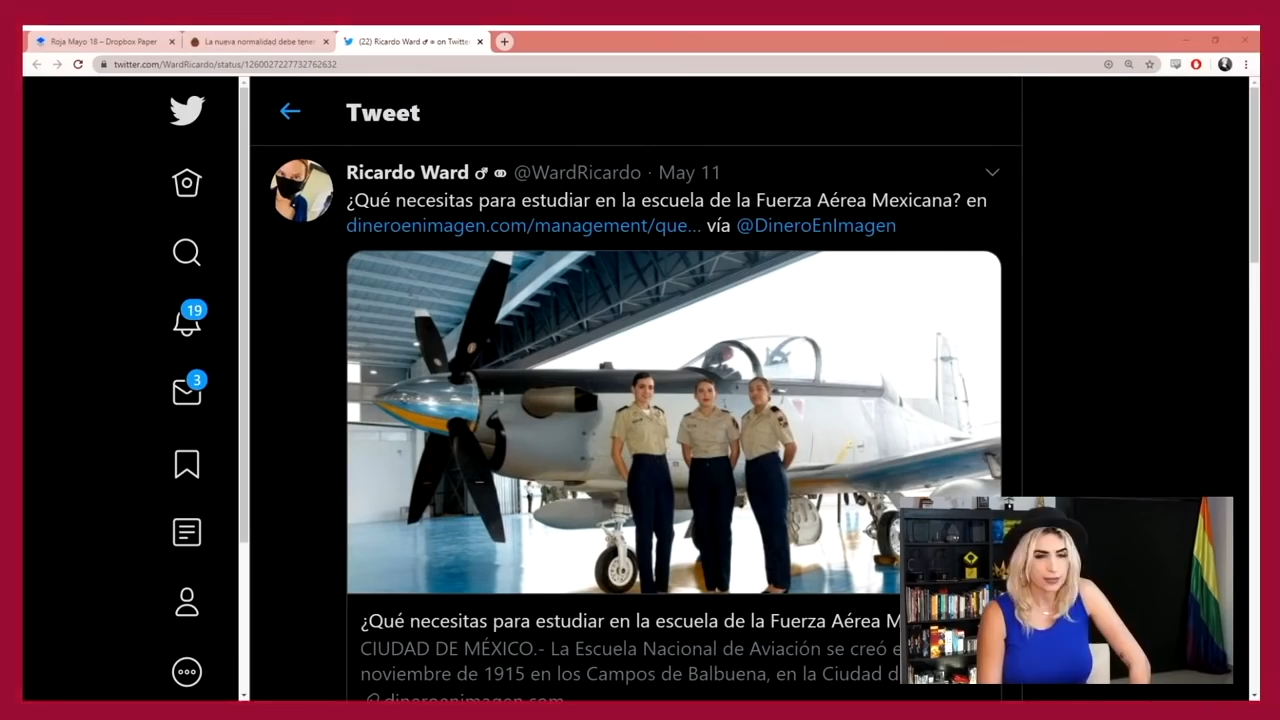 Roja Mayo 18 – Dropbox Paper
La nueva normalidad debe tener
(22) Ricardo Ward ♂ ⚭ on Twitte
twitter.com/WardRicardo/status/1260027227732762632
Tweet
Ricardo Ward ♂ ⚭ @WardRicardo · May 11
¿Qué necesitas para estudiar en la escuela de la Fuerza Aérea Mexicana? en
dineroenimagen.com/management/que… vía @DineroEnImagen
19
3
¿Qué necesitas para estudiar en la escuela de la Fuerza Aérea M
CIUDAD DE MÉXICO.- La Escuela Nacional de Aviación se creó e
noviembre de 1915 en los Campos de Balbuena, en la Ciudad d
dineroenimagen.com